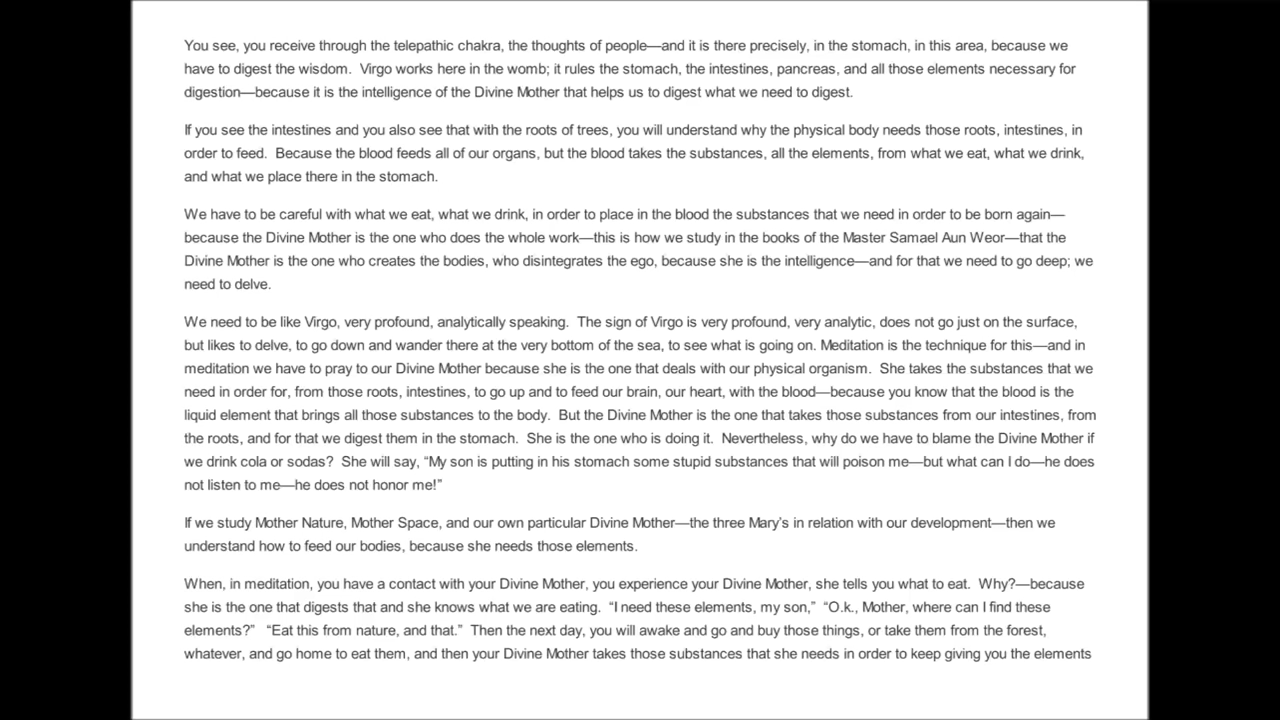 You see, you receive through the telepathic chakra, the thoughts of people—and it is there precisely, in the stomach, in this area, because we
have to digest the wisdom.  Virgo works here in the womb; it rules the stomach, the intestines, pancreas, and all those elements necessary for
digestion—because it is the intelligence of the Divine Mother that helps us to digest what we need to digest.
If you see the intestines and you also see that with the roots of trees, you will understand why the physical body needs those roots, intestines, in
order to feed.  Because the blood feeds all of our organs, but the blood takes the substances, all the elements, from what we eat, what we drink,
and what we place there in the stomach.
We have to be careful with what we eat, what we drink, in order to place in the blood the substances that we need in order to be born again—
because the Divine Mother is the one who does the whole work—this is how we study in the books of the Master Samael Aun Weor—that the
Divine Mother is the one who creates the bodies, who disintegrates the ego, because she is the intelligence—and for that we need to go deep; we
need to delve.
We need to be like Virgo, very profound, analytically speaking.  The sign of Virgo is very profound, very analytic, does not go just on the surface,
but likes to delve, to go down and wander there at the very bottom of the sea, to see what is going on. Meditation is the technique for this—and in
meditation we have to pray to our Divine Mother because she is the one that deals with our physical organism.  She takes the substances that we
need in order for, from those roots, intestines, to go up and to feed our brain, our heart, with the blood—because you know that the blood is the
liquid element that brings all those substances to the body.  But the Divine Mother is the one that takes those substances from our intestines, from
the roots, and for that we digest them in the stomach.  She is the one who is doing it.  Nevertheless, why do we have to blame the Divine Mother if
we drink cola or sodas?  She will say, “My son is putting in his stomach some stupid substances that will poison me—but what can I do—he does
not listen to me—he does not honor me!”
If we study Mother Nature, Mother Space, and our own particular Divine Mother—the three Mary’s in relation with our development—then we
understand how to feed our bodies, because she needs those elements.
When, in meditation, you have a contact with your Divine Mother, you experience your Divine Mother, she tells you what to eat.  Why?—because
she is the one that digests that and she knows what we are eating.  “I need these elements, my son,”  “O.k., Mother, where can I find these
elements?”   “Eat this from nature, and that.”  Then the next day, you will awake and go and buy those things, or take them from the forest,
whatever, and go home to eat them, and then your Divine Mother takes those substances that she needs in order to keep giving you the elements